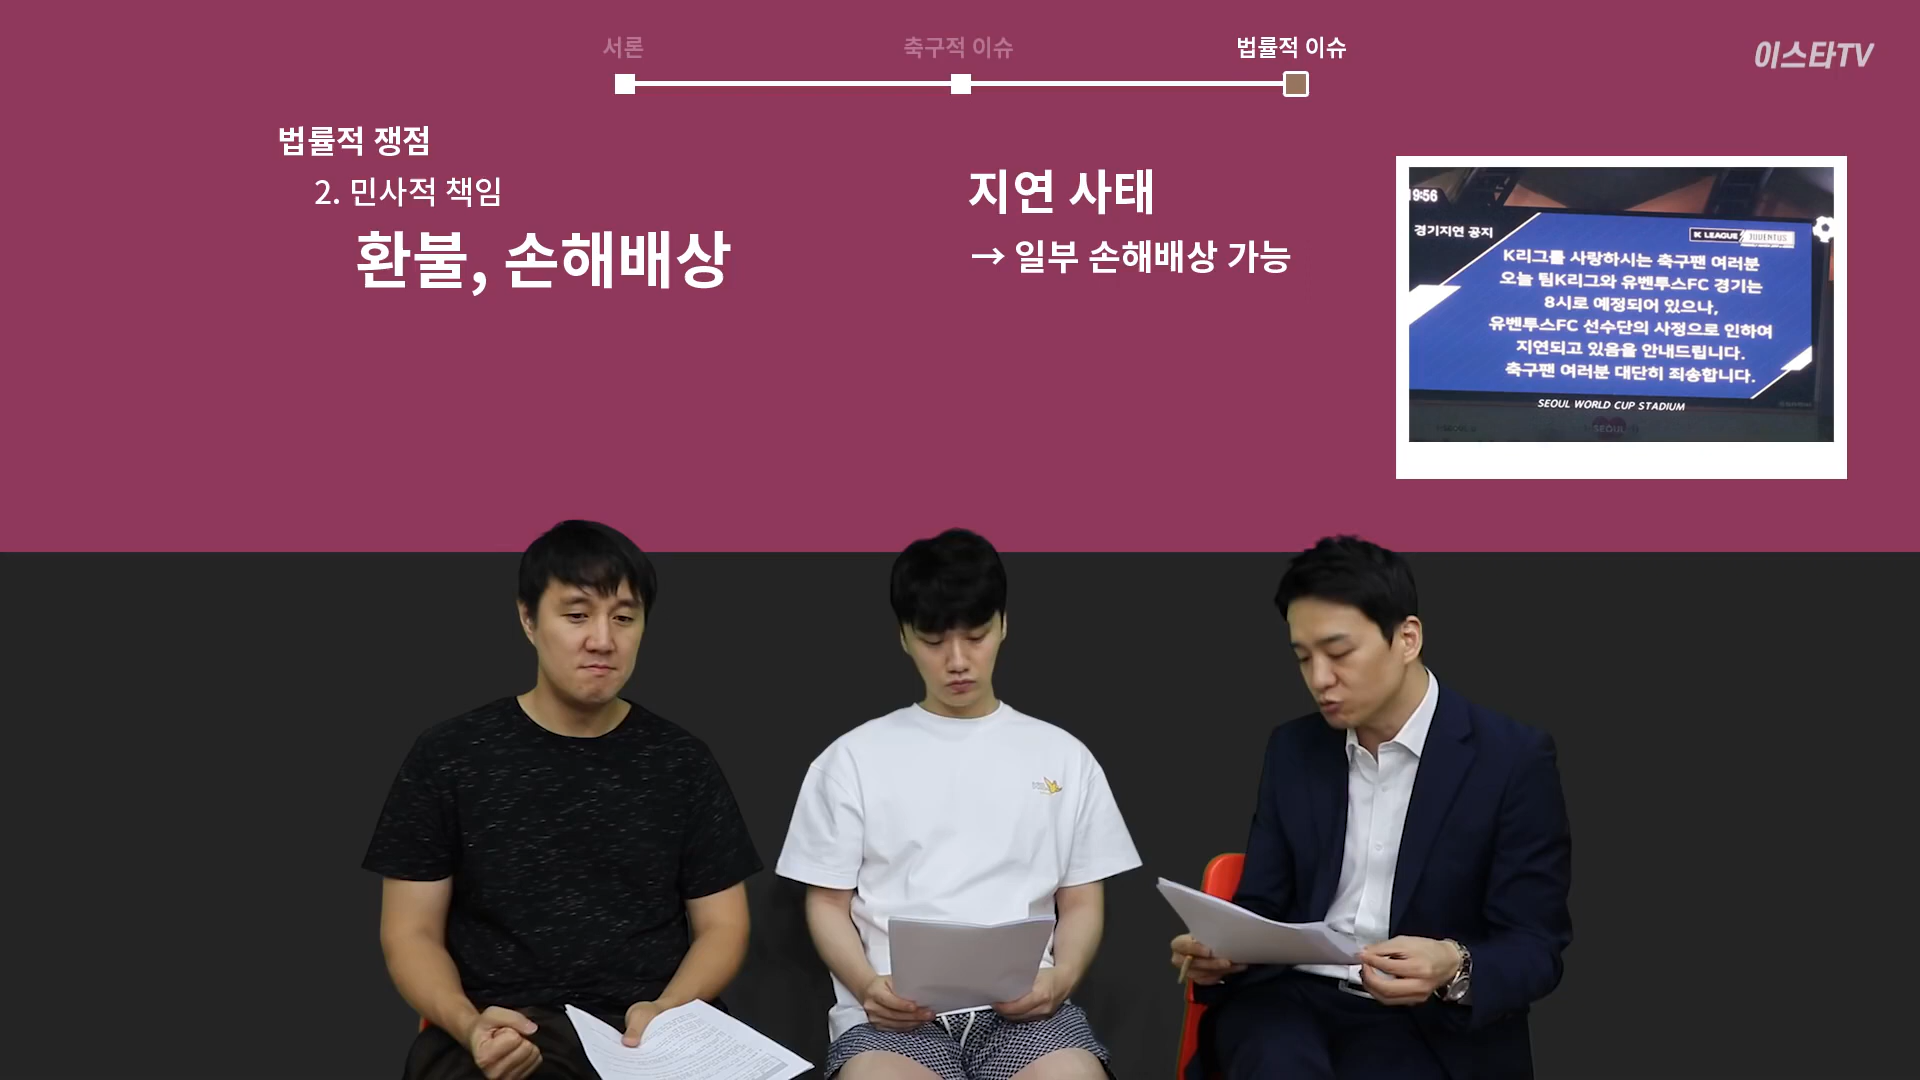 서론
축구적 이슈
법률적 이슈
이스타TV
법률적 쟁점
2. 민사적 책임
환불, 손해배상
지연 사태
→ 일부 손해배상 가능
19:56
경기지연 공지
K LEAGUE JUVENTUS
K리그를 사랑하시는 축구팬 여러분
오늘 팀K리그와 유벤투스FC 경기는
8시로 예정되어 있으나,
유벤투스FC 선수단의 사정으로 인하여
지연되고 있음을 안내드립니다.
축구팬 여러분 대단히 죄송합니다.
SEOUL WORLD CUP STADIUM
SEOUL